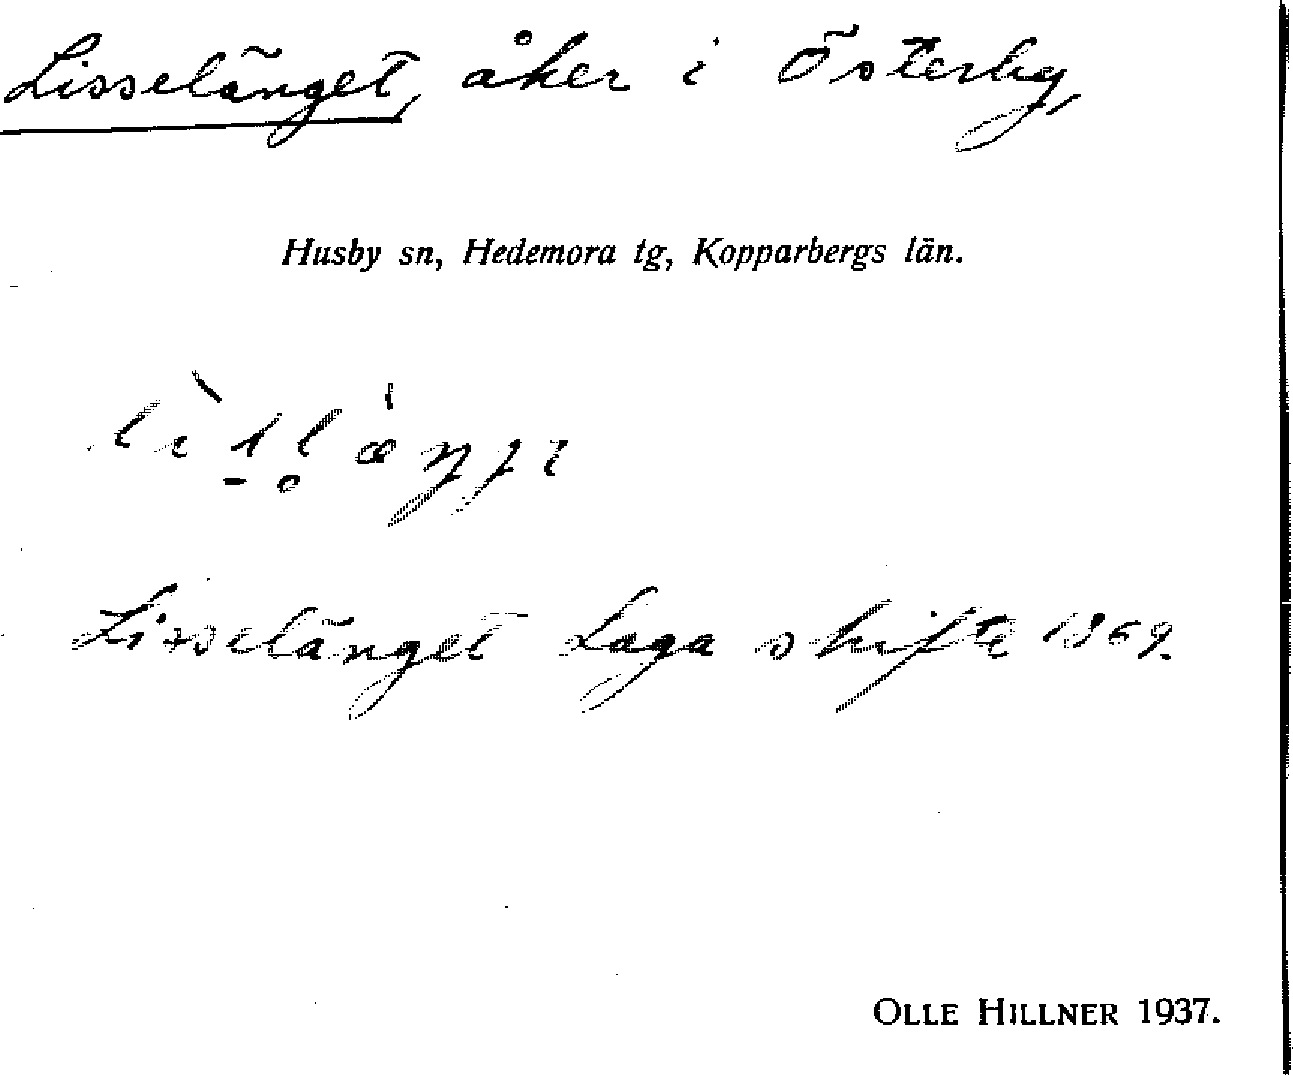 Lisselänget, åker i Österby,
Husby sn, Hedemora tg, Kopparbergs län.
Lisselänget Laga skifte 1869.
OLLE HILLNER 1937.